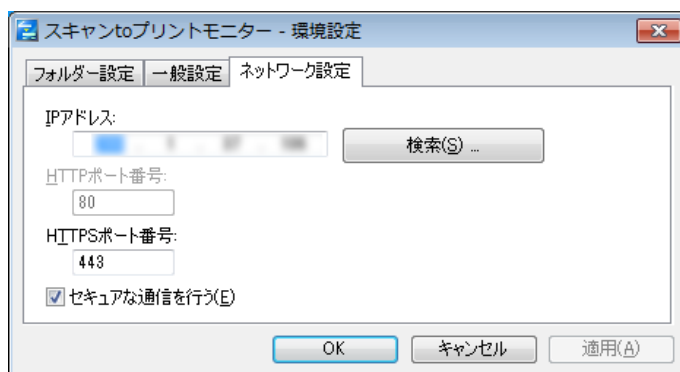 スキャンtoプリントモニター - 環境設定
フォルダー設定 一般設定 ネットワーク設定
IPアドレス:
検索(S) ...
HTTPポート番号:
80
HTTPSポート番号:
443
セキュアな通信を行う(E)
OK キャンセル 適用(A)